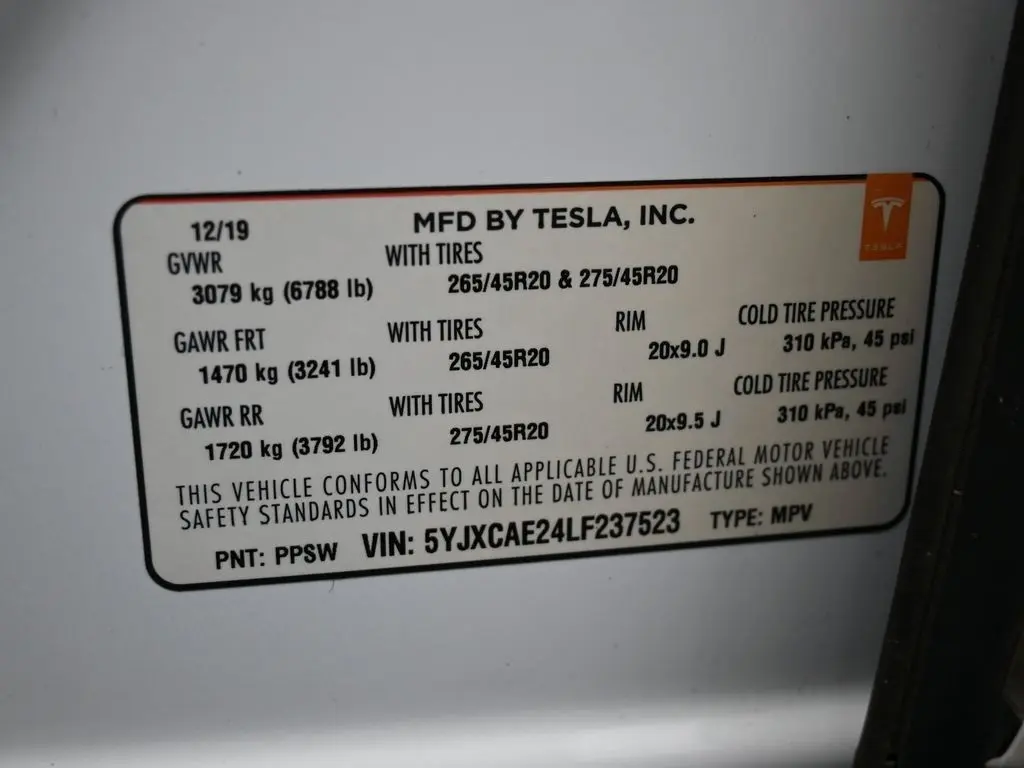 12/19 MFD BY TESLA, INC.
TESLA
GVWR WITH TIRES
3079 kg (6788 lb) 265/45R20 & 275/45R20
GAWR FRT WITH TIRES RIM COLD TIRE PRESSURE
1470 kg (3241 lb) 265/45R20 20x9.0 J 310 kPa, 45 psi
GAWR RR WITH TIRES RIM COLD TIRE PRESSURE
1720 kg (3792 lb) 275/45R20 20x9.5 J 310 kPa, 45 psi
THIS VEHICLE CONFORMS TO ALL APPLICABLE U.S. FEDERAL MOTOR VEHICLE
SAFETY STANDARDS IN EFFECT ON THE DATE OF MANUFACTURE SHOWN ABOVE.
PNT: PPSW VIN: 5YJXCAE24LF237523 TYPE: MPV